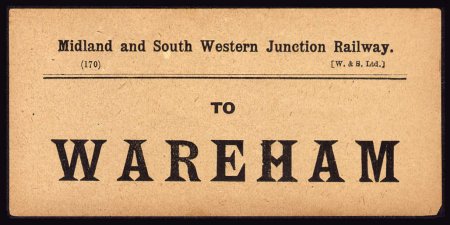 Midland and South Western Junction Railway.
(170) [W. & S. Ltd.]
TO
WAREHAM